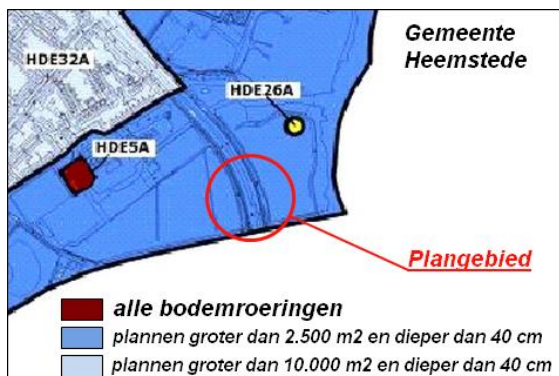 Gemeente
Heemstede
HDE32A
HDE26A
HDE5A
Plangebied
alle bodemroeringen
plannen groter dan 2.500 m2 en dieper dan 40 cm
plannen groter dan 10.000 m2 en dieper dan 40 cm